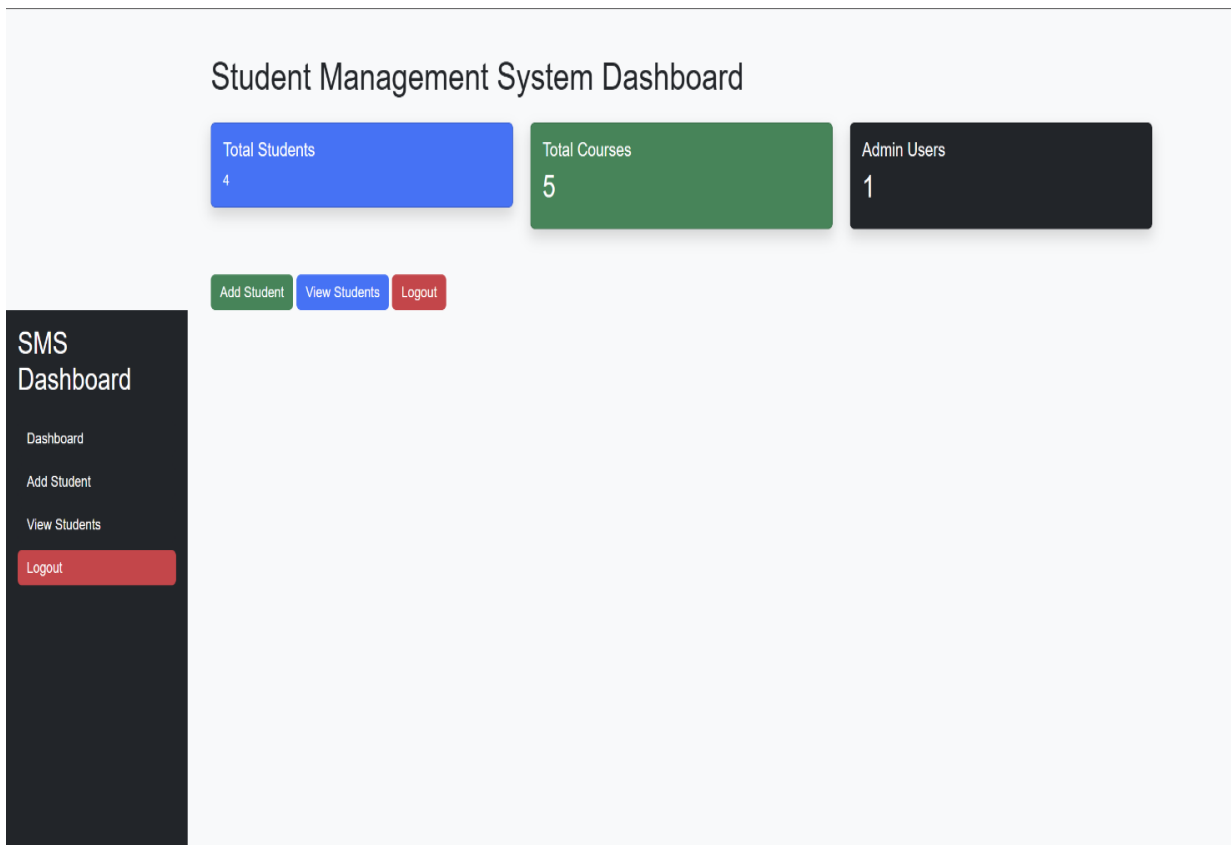 Student Management System Dashboard
Total Students
4
Total Courses
5
Admin Users
1
Add Student View Students Logout
SMS
Dashboard
Dashboard
Add Student
View Students
Logout